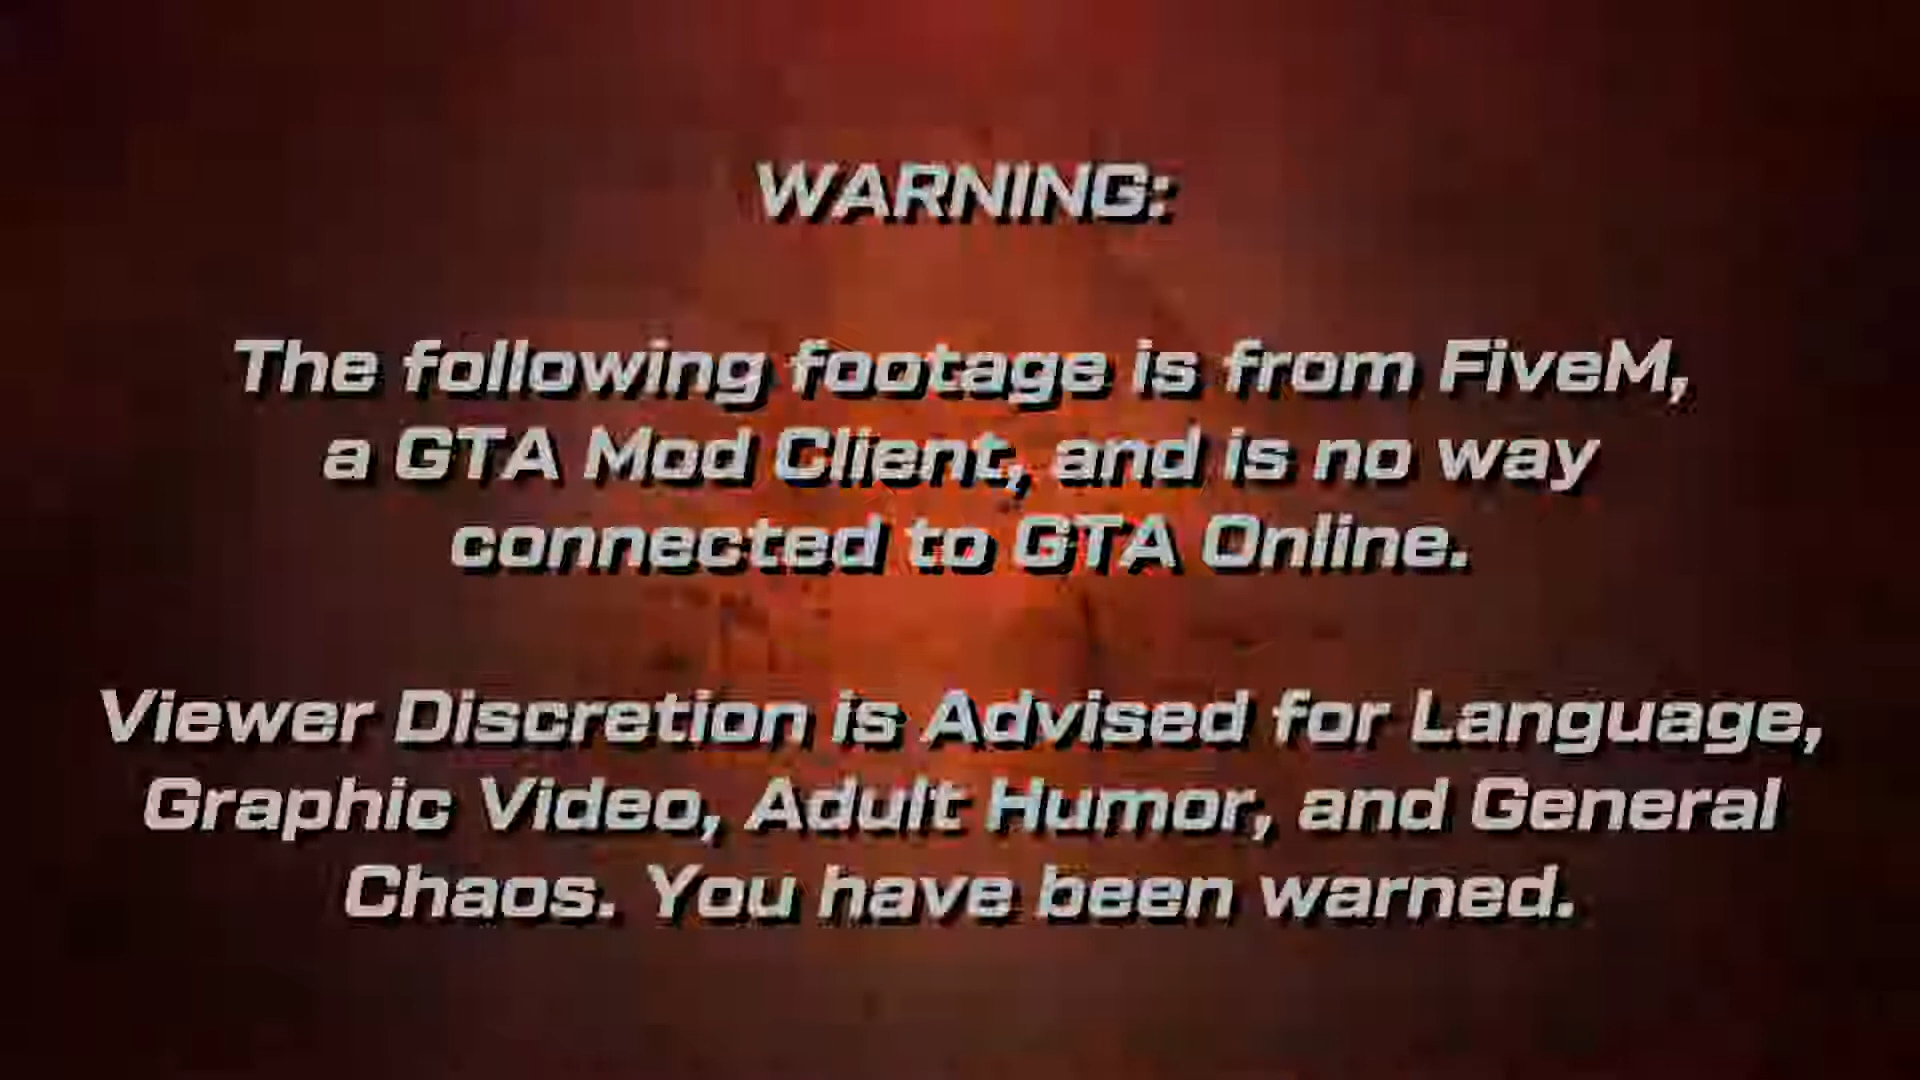 WARNING:
The following footage is from FiveM,
a GTA Mod Client, and is no way
connected to GTA Online.
Viewer Discretion is Advised for Language,
Graphic Video, Adult Humor, and General
Chaos. You have been warned.